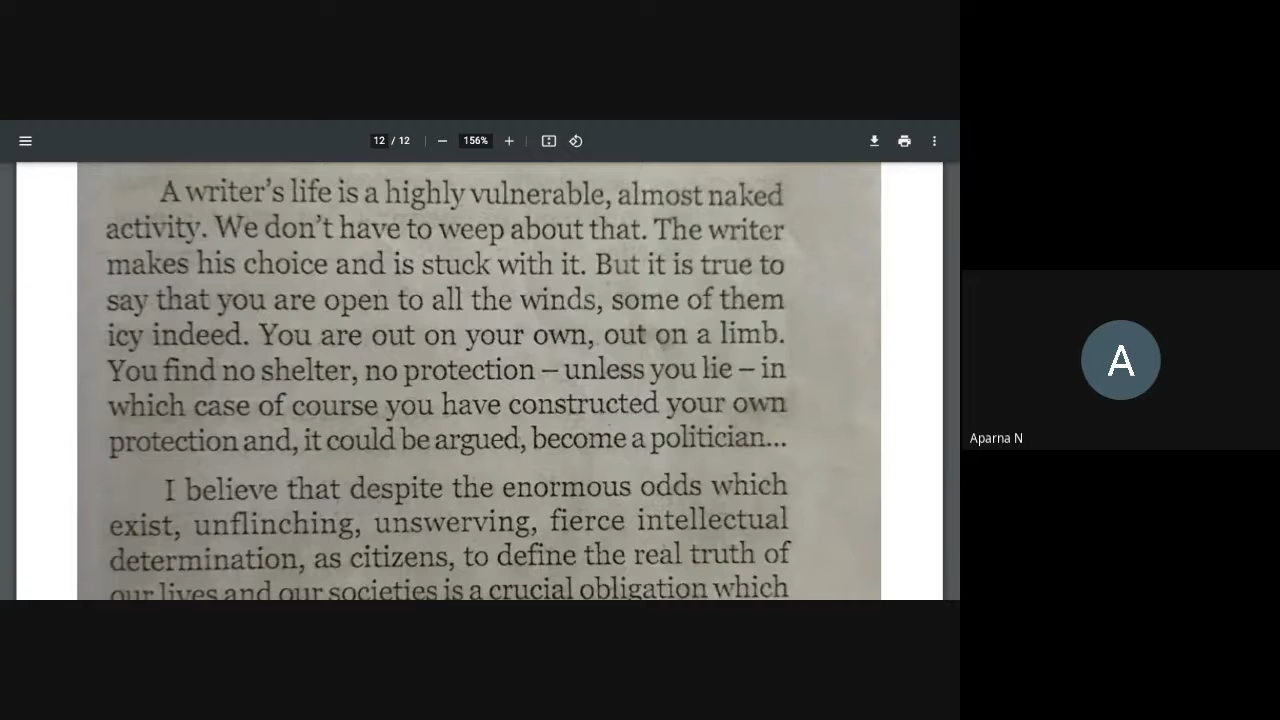 12 / 12
156%
A writer's life is a highly vulnerable, almost naked
activity. We don't have to weep about that. The writer
makes his choice and is stuck with it. But it is true to
say that you are open to all the winds, some of them
icy indeed. You are out on your own, out on a limb.
You find no shelter, no protection – unless you lie – in
which case of course you have constructed your own
protection and, it could be argued, become a politician...
I believe that despite the enormous odds which
exist, unflinching, unswerving, fierce intellectual
determination, as citizens, to define the real truth of
our lives and our societies is a crucial obligation which
A
Aparna N